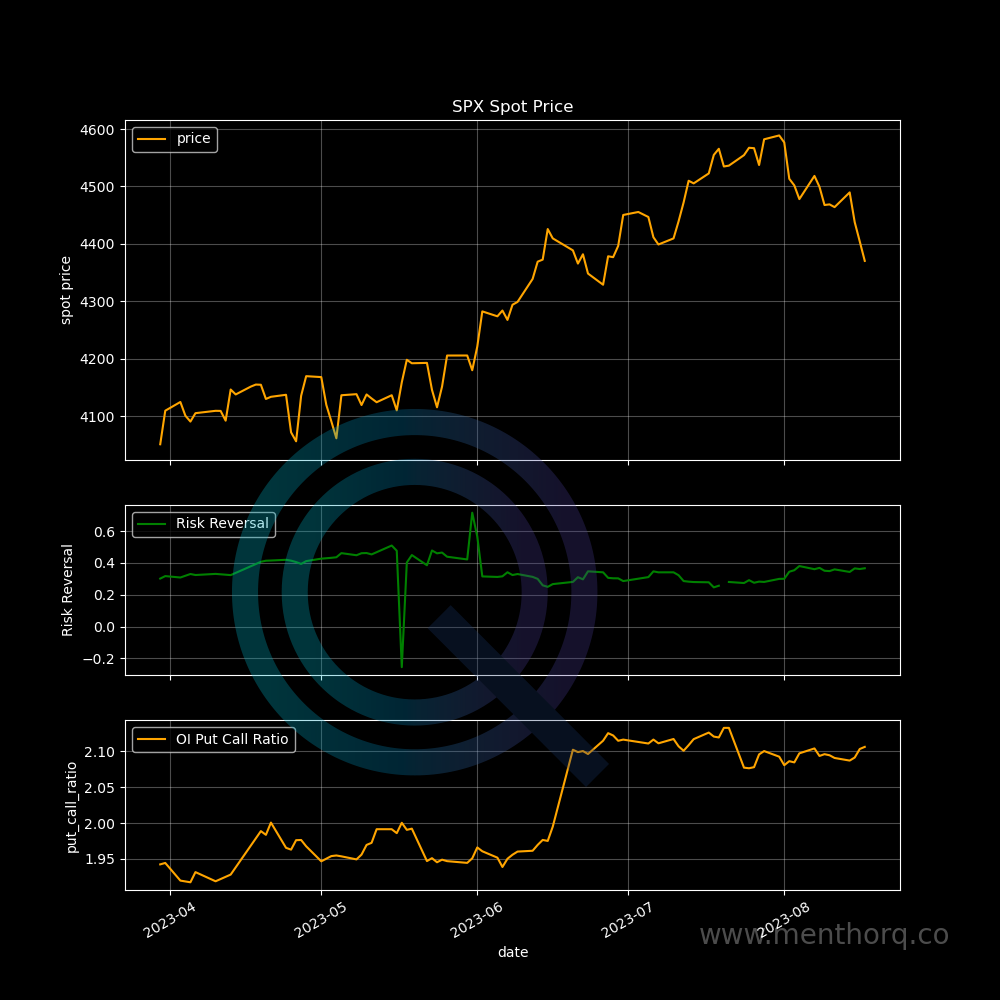 SPX Spot Price
price
4600
4500
4400
4300
4200
4100
spot price
Risk Reversal
0.6
0.4
0.2
0.0
−0.2
Risk Reversal
OI Put Call Ratio
2.10
2.05
2.00
1.95
put_call_ratio
2023-04
2023-05
2023-06
2023-07
2023-08
date
www.menthorq.co